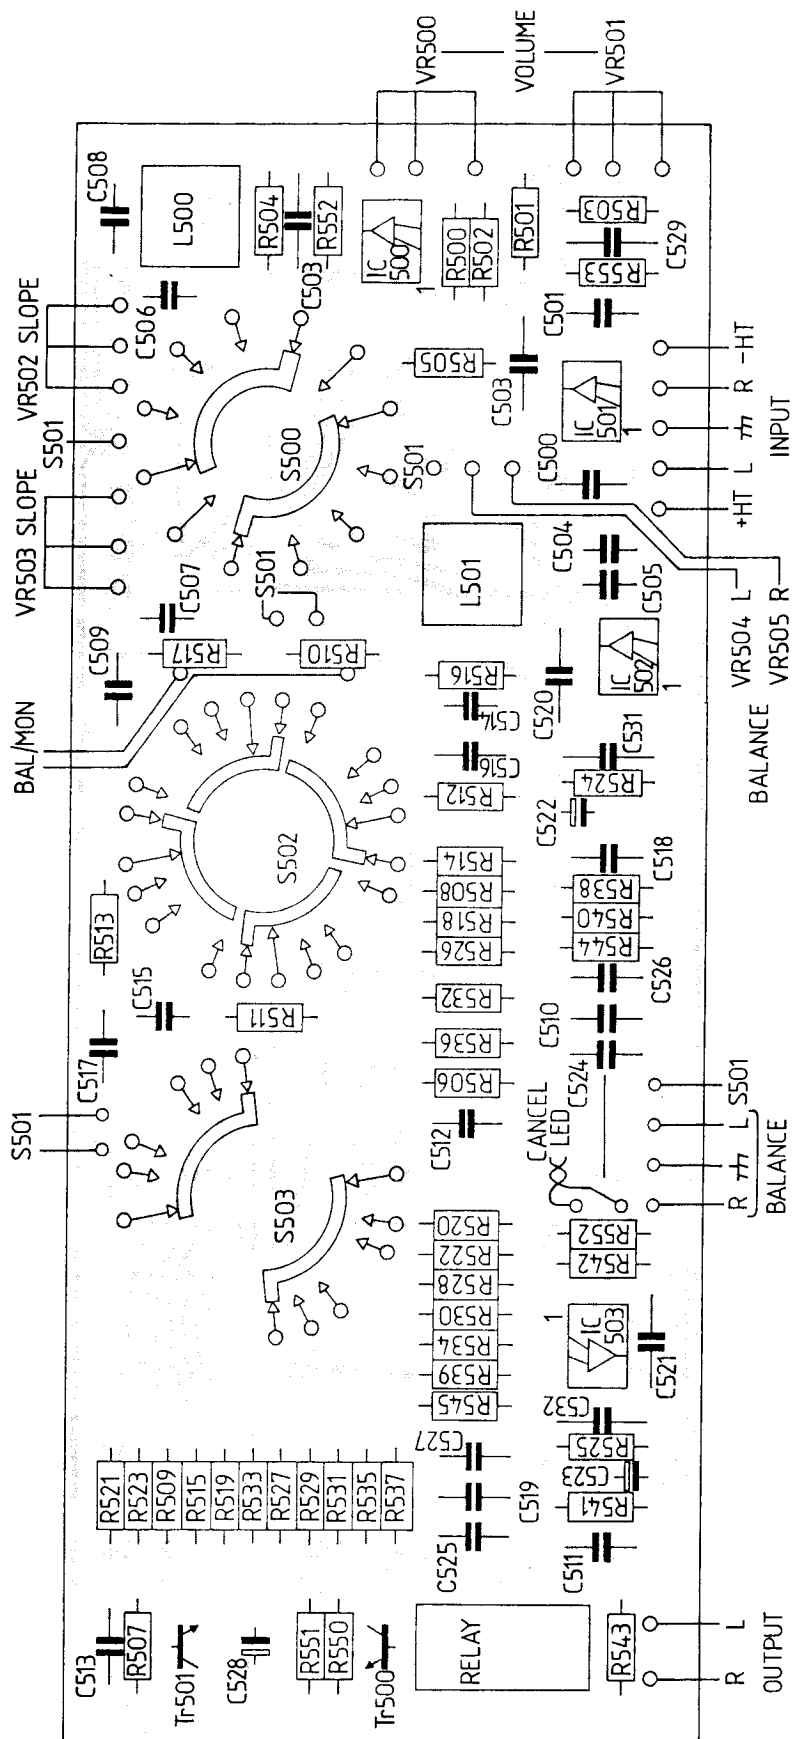 VR500
VOLUME
VR501
C508
L500
R504
C503
R552
IC
500
1
R500
R502
R501
R503
C529
R553
VR502 SLOPE
C506
C501
S501
R505
C503
IC
501
1
-HT
R
L
+HT
INPUT
S500
S501
C500
VR503 SLOPE
C507
S501
L501
C504
C505
VR504 L
VR505 R
BALANCE
C509
R517
R510
R516
C514
C520
IC
502
1
BAL/MON
C516
R512
C531
R524
C522
S502
R514
R508
R518
R526
C518
R538
R540
R544
R513
C515
R511
R532
R536
R506
C526
C510
C524
C517
S501
C512
CANCEL
LED
S501
L
R
BALANCE
S503
R520
R522
R528
R530
R534
R539
R545
R552
R542
1
IC
503
C521
C532
R525
C523
R541
C511
R521
R523
R509
R515
R519
R533
R527
R529
R531
R535
R537
C527
C519
C525
C513
R507
Tr501
C528
R551
R550
Tr500
RELAY
R543
L
R
OUTPUT